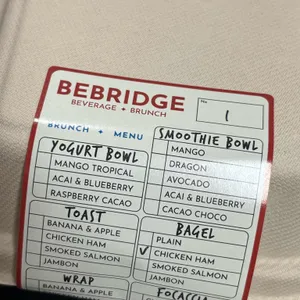 BEBRIDGE
BEVERAGE + BRUNCH
No.
1
BRUNCH + MENU
YOGURT BOWL
MANGO TROPICAL
ACAI & BLUEBERRY
RASPBERRY CACAO
SMOOTHIE BOWL
MANGO
DRAGON
AVOCADO
ACAI & BLUEBERRY
CACAO CHOCO
TOAST
BANANA & APPLE
CHICKEN HAM
SMOKED SALMON
JAMBON
BAGEL
PLAIN
✓ CHICKEN HAM
SMOKED SALMON
JAMBON
WRAP
BANANA & APPLE
FOCACCIA